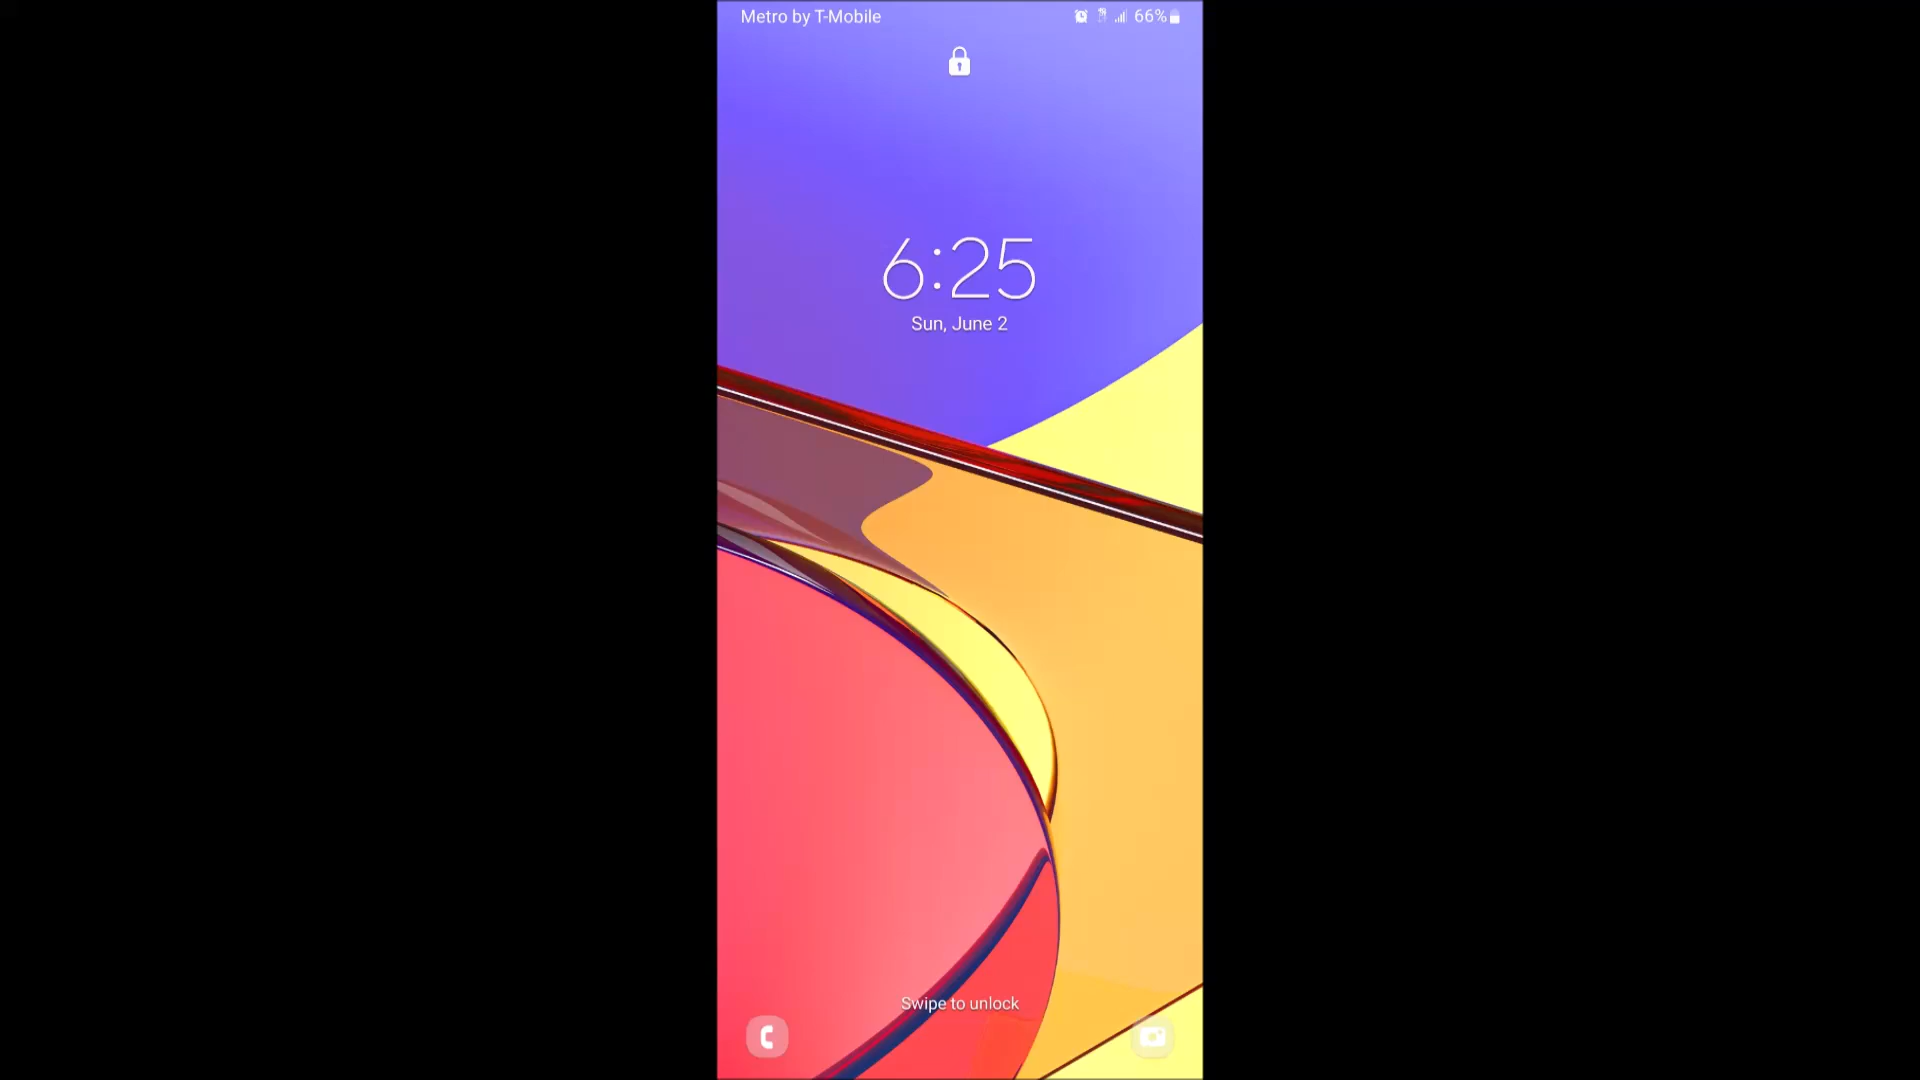 Metro by T-Mobile
66%
6:25
Sun, June 2
Swipe to unlock